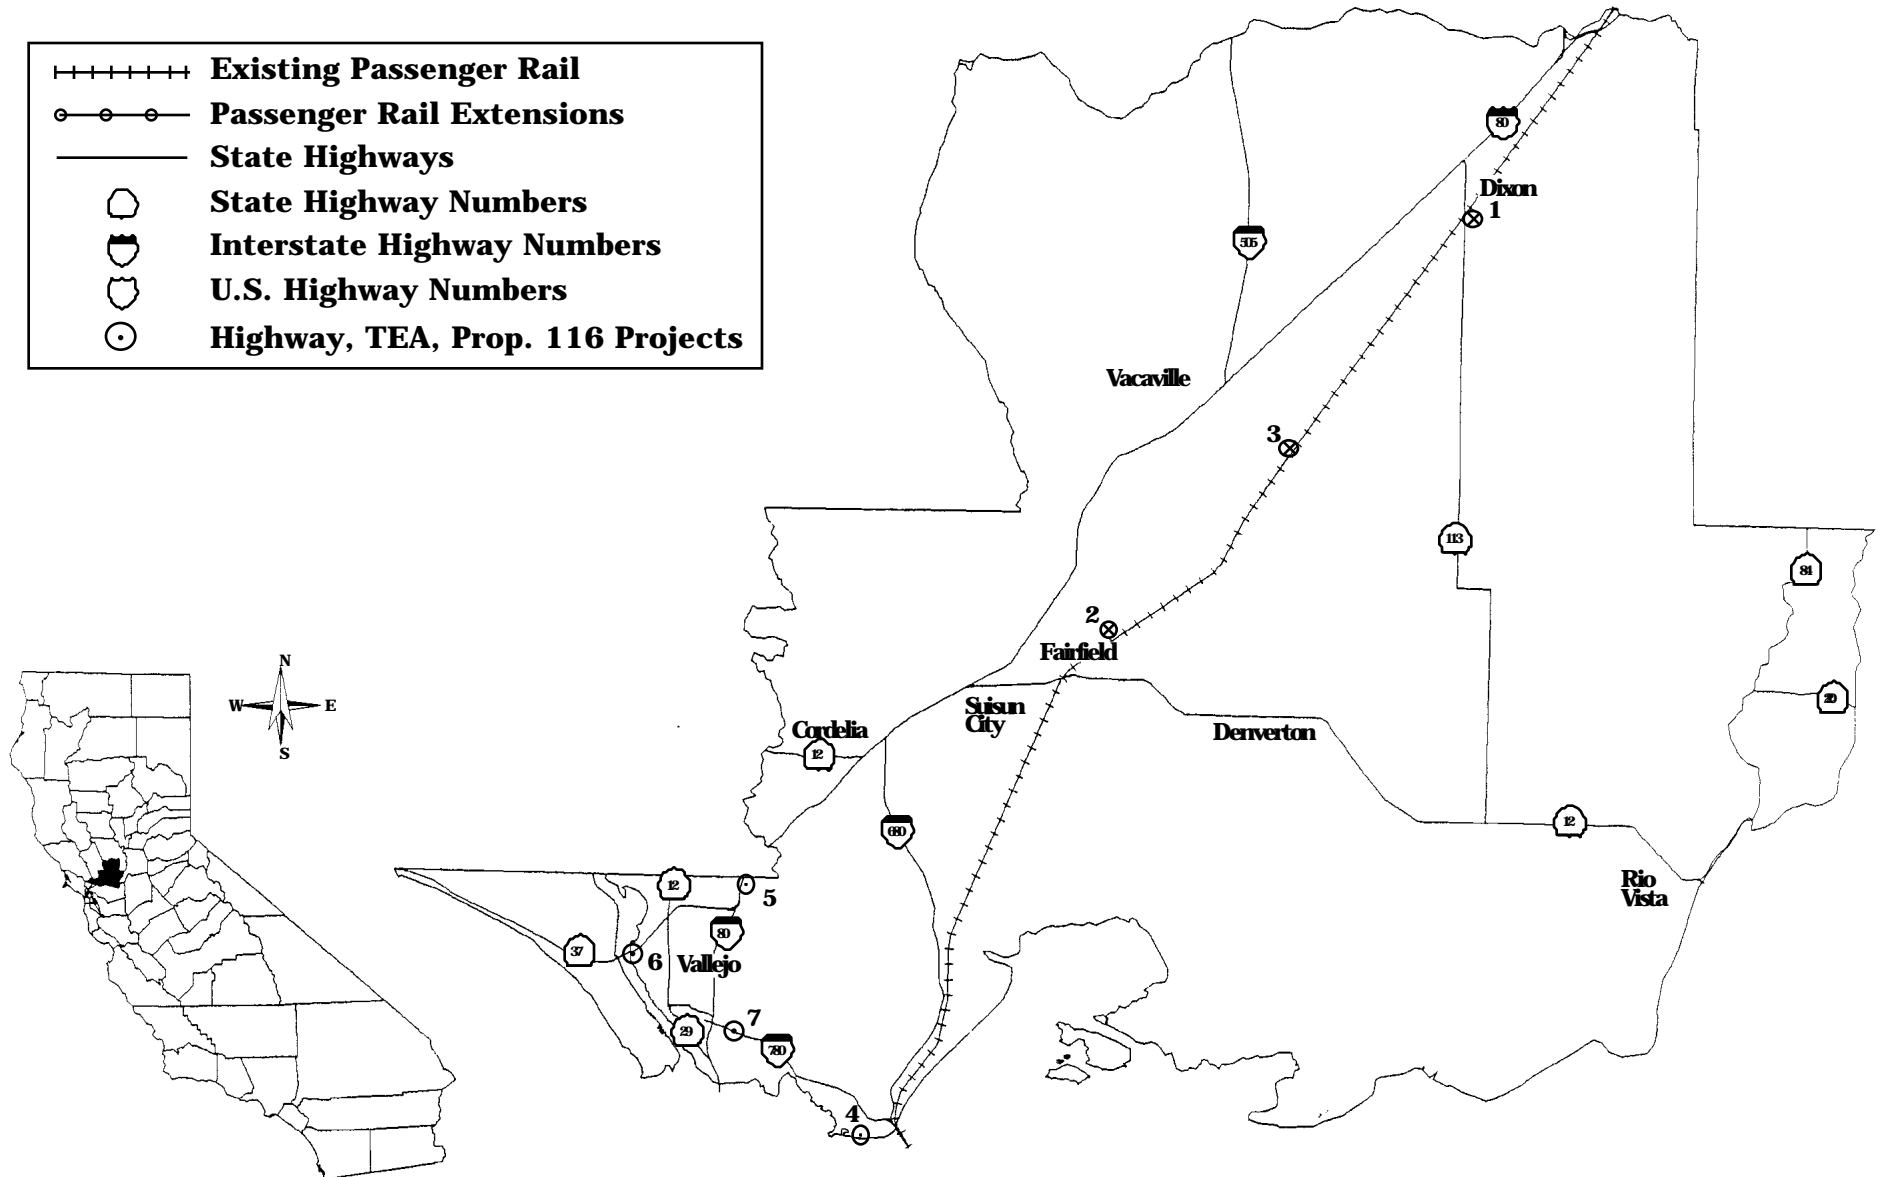 Existing Passenger Rail
Passenger Rail Extensions
State Highways
State Highway Numbers
Interstate Highway Numbers
U.S. Highway Numbers
Highway, TEA, Prop. 116 Projects
80
Dixon
1
505
Vacaville
3
113
84
2
Fairfield
N
W E
S
Suisun
City
20
Cordelia
12
Denverton
680
12
Rio
Vista
12
5
80
37
6
Vallejo
7
29
780
4